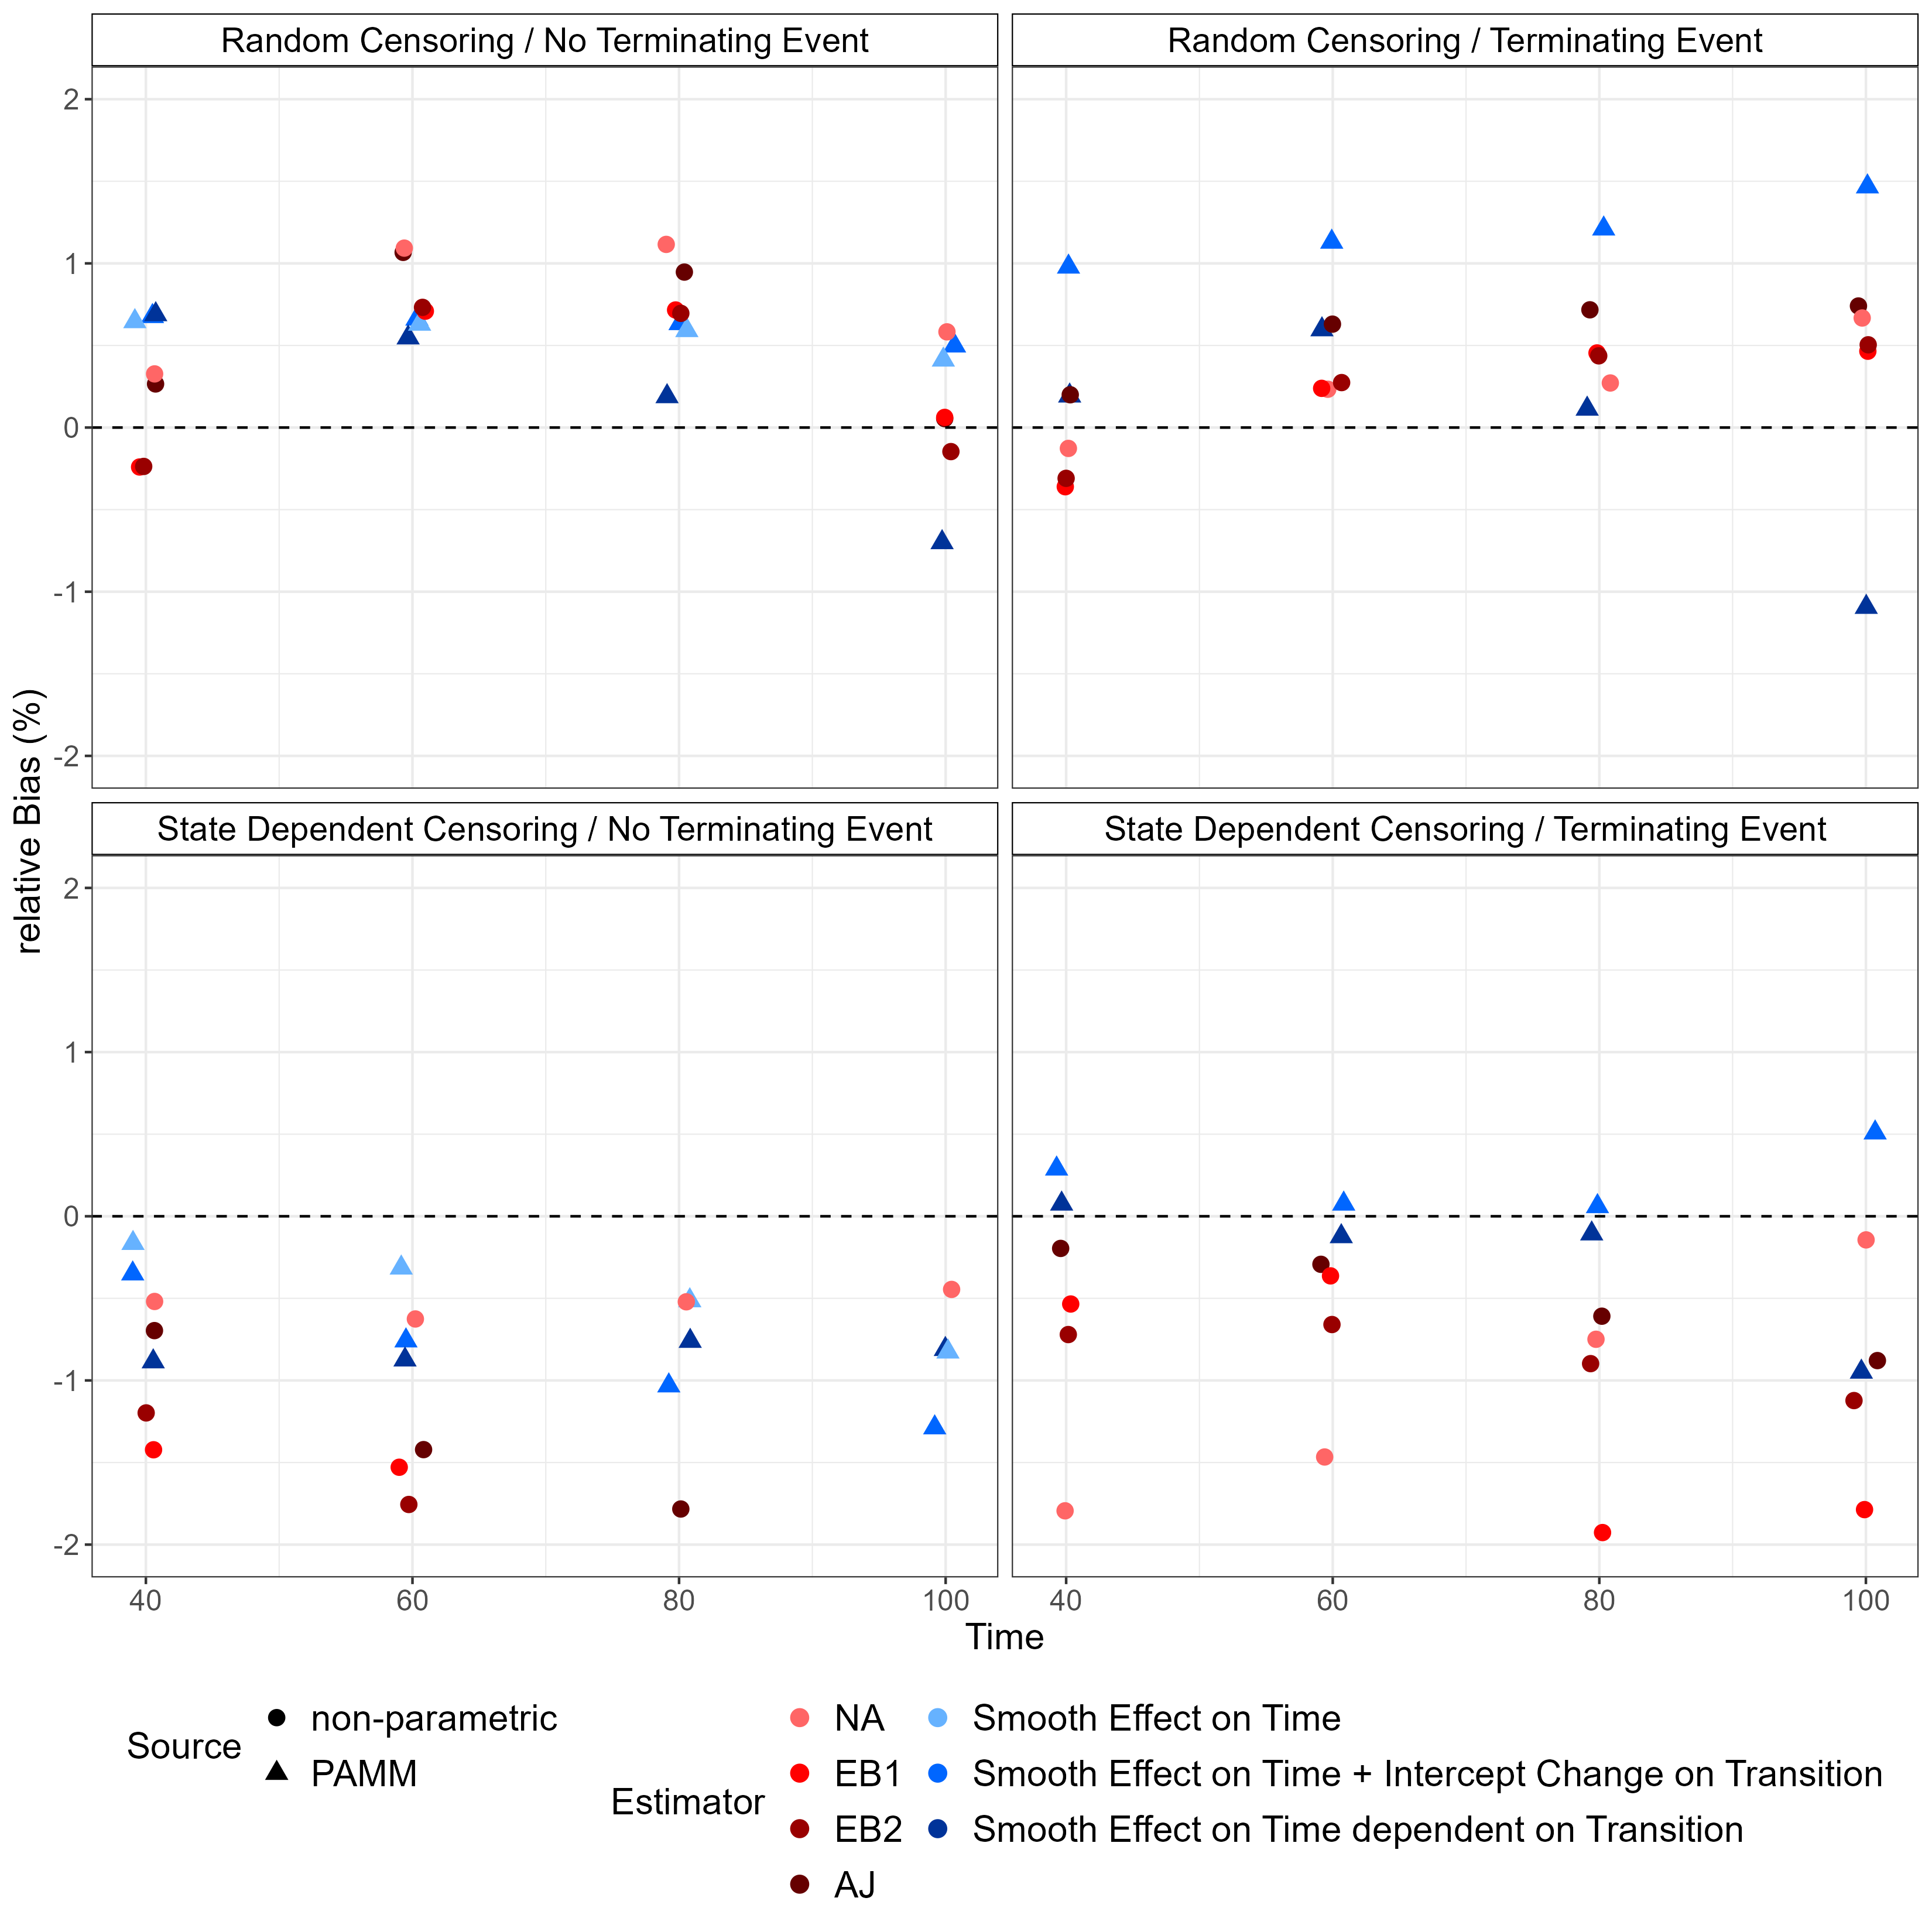 Random Censoring / No Terminating Event
Random Censoring / Terminating Event
2
1
0
-1
-2
State Dependent Censoring / No Terminating Event
State Dependent Censoring / Terminating Event
2
1
0
-1
-2
relative Bias (%)
40 60 80 100
40 60 80 100
Time
Source
non-parametric
PAMM
Estimator
NA
EB1
EB2
AJ
Smooth Effect on Time
Smooth Effect on Time + Intercept Change on Transition
Smooth Effect on Time dependent on Transition